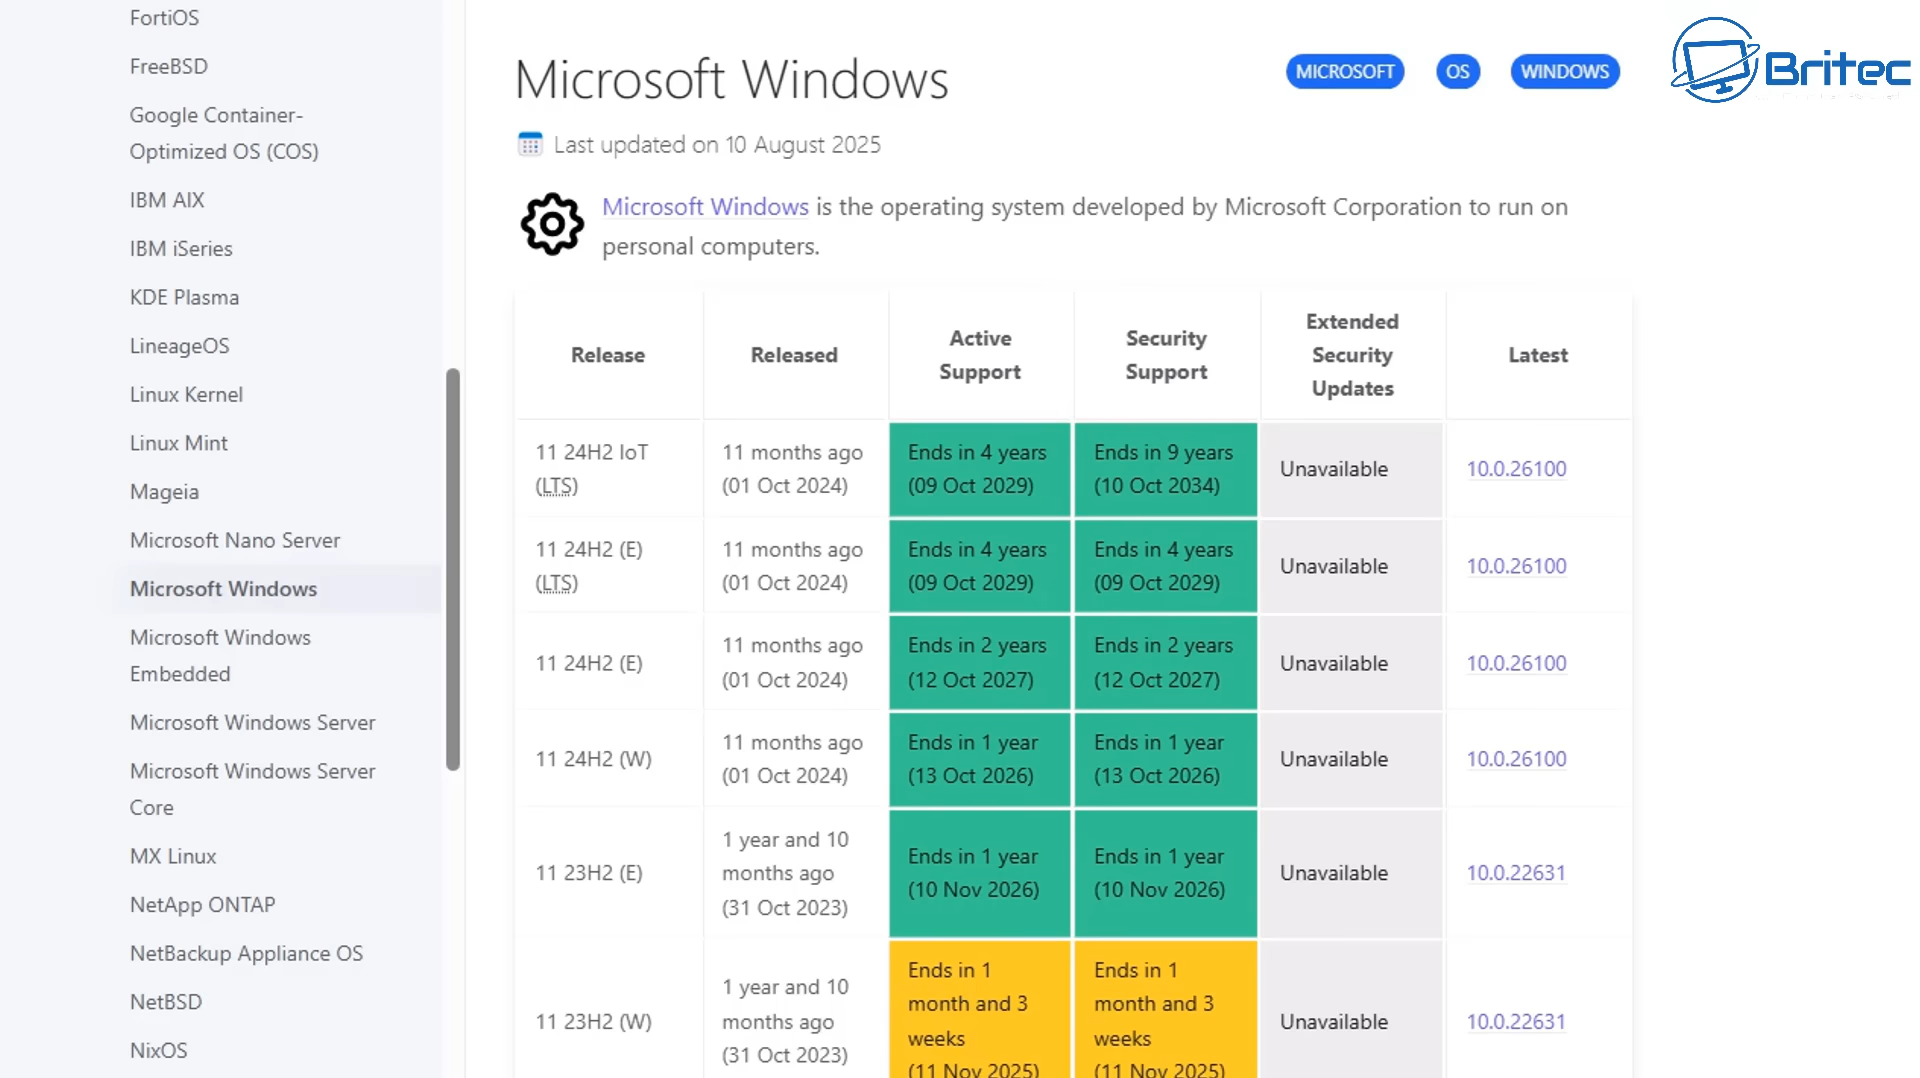 FortiOS
FreeBSD
Google Container-
Optimized OS (COS)
IBM AIX
IBM iSeries
KDE Plasma
LineageOS
Linux Kernel
Linux Mint
Mageia
Microsoft Nano Server
Microsoft Windows
Microsoft Windows
Embedded
Microsoft Windows Server
Microsoft Windows Server
Core
MX Linux
NetApp ONTAP
NetBackup Appliance OS
NetBSD
NixOS
Microsoft Windows
MICROSOFT
OS
WINDOWS
Britec
Last updated on 10 August 2025
Microsoft Windows is the operating system developed by Microsoft Corporation to run on
personal computers.
Release
Released
Active
Support
Security
Support
Extended
Security
Updates
Latest
11 24H2 IoT
(LTS)
11 months ago
(01 Oct 2024)
Ends in 4 years
(09 Oct 2029)
Ends in 9 years
(10 Oct 2034)
Unavailable
10.0.26100
11 24H2 (E)
(LTS)
11 months ago
(01 Oct 2024)
Ends in 4 years
(09 Oct 2029)
Ends in 4 years
(09 Oct 2029)
Unavailable
10.0.26100
11 24H2 (E)
11 months ago
(01 Oct 2024)
Ends in 2 years
(12 Oct 2027)
Ends in 2 years
(12 Oct 2027)
Unavailable
10.0.26100
11 24H2 (W)
11 months ago
(01 Oct 2024)
Ends in 1 year
(13 Oct 2026)
Ends in 1 year
(13 Oct 2026)
Unavailable
10.0.26100
11 23H2 (E)
1 year and 10
months ago
(31 Oct 2023)
Ends in 1 year
(10 Nov 2026)
Ends in 1 year
(10 Nov 2026)
Unavailable
10.0.22631
11 23H2 (W)
1 year and 10
months ago
(31 Oct 2023)
Ends in 1
month and 3
weeks
(11 Nov 2025)
Ends in 1
month and 3
weeks
(11 Nov 2025)
Unavailable
10.0.22631